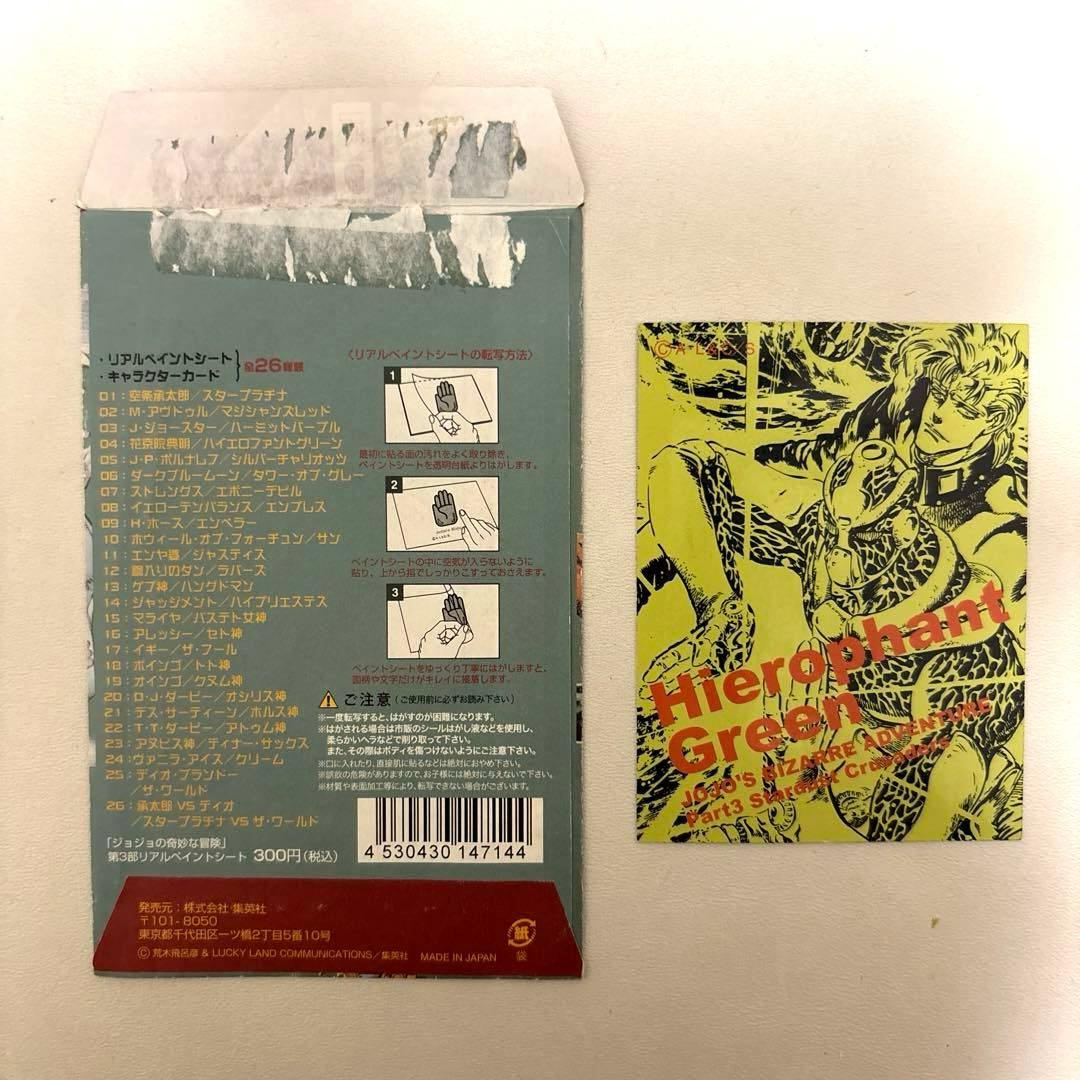 ・リアルペイントシート
・キャラクターカード
全26種類
01：空条承太郎／スタープラチナ
02：M・アヴドゥル／マジシャンズレッド
03：J・ジョースター／ハーミットパープル
04：花京院典明／ハイエロファントグリーン
05：J・P・ポルナレフ／シルバーチャリオッツ
06：ダークブルームーン／タワー・オブ・グレー
07：ストレングス／エボニーデビル
08：イエローテンパランス／エンプレス
09：H・ホース／エンペラー
10：ホウィール・オブ・フォーチュン／サン
11：エンヤ婆／ジャスティス
12：鋼入りのダン／ラバーズ
13：ゲブ神／ハングドマン
14：ジャッジメント／ハイプリエステス
15：マライヤ／バステト女神
16：アレッシー／セト神
17：イギー／ザ・フール
18：ボインゴ／トト神
19：オインゴ／クヌム神
20：D・J・ダービー／オシリス神
21：デス・サーティーン／ホルス神
22：T・T・ダービー／アトゥム神
23：アヌビス神／ティナー・サックス
24：ヴァニラ・アイス／クリーム
25：ディオ・ブランドー
／ザ・ワールド
26：承太郎 VS ディオ
／スタープラチナ VS ザ・ワールド
「ジョジョの奇妙な冒険」
第3部リアルペイントシート 300円(税込)
〈リアルペイントシートの転写方法〉
1
最初に貼る面の汚れをよく取り除き、
ペイントシートを透明台紙よりはがします。
2
ペイントシートの中に空気が入らないように
貼り、上から指でしっかりこすっておさえます。
3
ペイントシートをゆっくり丁寧にはがしますと、
図柄や文字だけがキレイに接着します。
ご注意（ご使用前に必ずお読み下さい）
※一度転写すると、はがすのが困難になります。
※はがされる場合は市販のシールはがし液などを使用し、
柔らかいヘラなどで削り取って下さい。
また、その際はボディを傷つけないようにご注意下さい。
※口に入れたり、直接肌に貼るなどは絶対におやめ下さい。
※誤飲の危険がありますので、お子様には絶対に与えないで下さい。
※材質や表面加工等により、転写できない場合がございます。
4 530430 147144
発売元：株式会社 集英社
〒101-8050
東京都千代田区一ツ橋2丁目5番10号
© 荒木飛呂彦 & LUCKY LAND COMMUNICATIONS／集英社 MADE IN JAPAN
紙
袋
Hierophant
Green
JOJO'S BIZARRE ADVENTURE
Part3 Stardust Crusaders